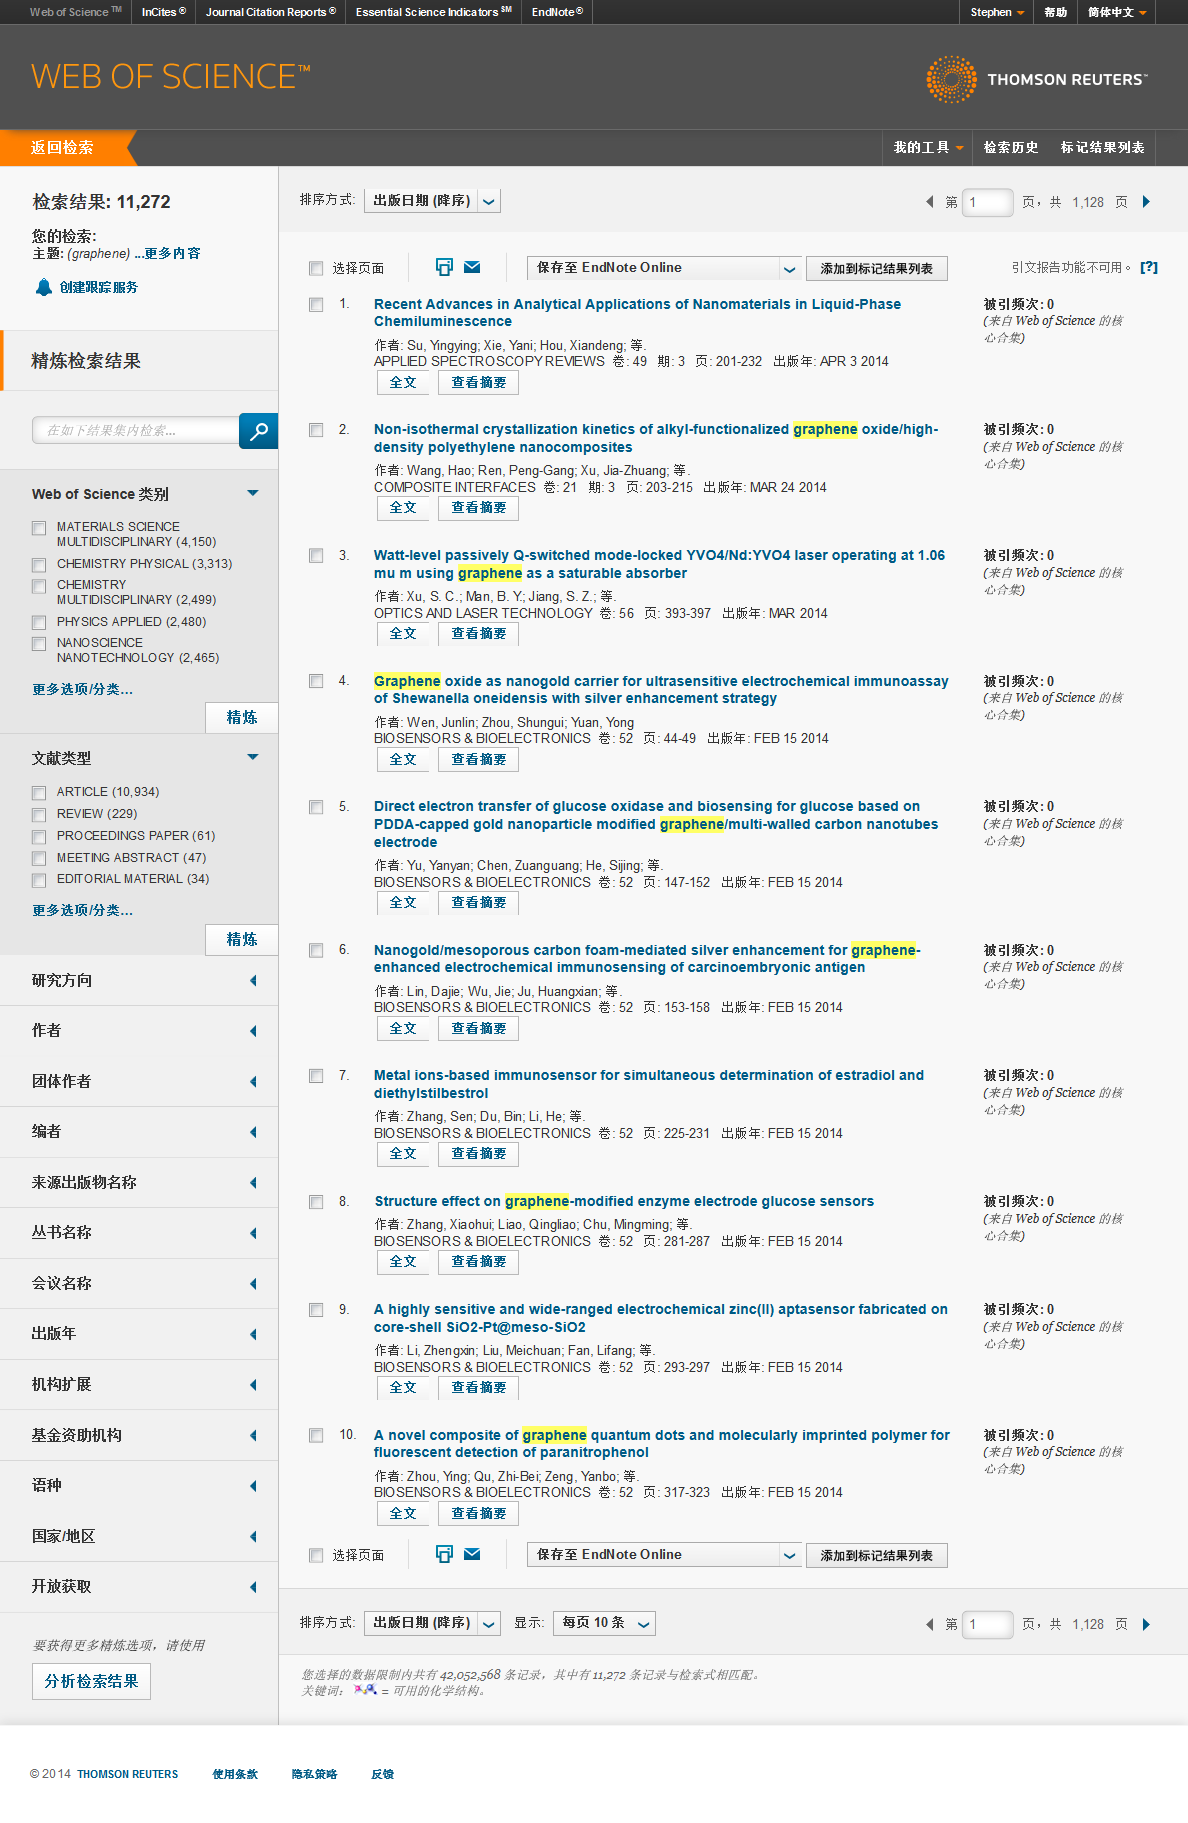 Web of Science ™ InCites ® Journal Citation Reports ® Essential Science Indicators ℠ EndNote ® Stephen 帮助 简体中文
WEB OF SCIENCE™
THOMSON REUTERS™
返回检索 我的工具 检索历史 标记结果列表
检索结果: 11,272
您的检索:
主题: (graphene) ...更多内容
创建跟踪服务
精炼检索结果
在如下结果集内检索...
Web of Science 类别
MATERIALS SCIENCE
MULTIDISCIPLINARY (4,150)
CHEMISTRY PHYSICAL (3,313)
CHEMISTRY
MULTIDISCIPLINARY (2,499)
PHYSICS APPLIED (2,480)
NANOSCIENCE
NANOTECHNOLOGY (2,465)
更多选项/分类...
精炼
文献类型
ARTICLE (10,934)
REVIEW (229)
PROCEEDINGS PAPER (61)
MEETING ABSTRACT (47)
EDITORIAL MATERIAL (34)
更多选项/分类...
精炼
研究方向
作者
团体作者
编者
来源出版物名称
丛书名称
会议名称
出版年
机构扩展
基金资助机构
语种
国家/地区
开放获取
要获得更多精炼选项，请使用
分析检索结果
排序方式: 出版日期 (降序) 第 1 页，共 1,128 页
选择页面 保存至 EndNote Online 添加到标记结果列表 引文报告功能不可用。 [?]
1. Recent Advances in Analytical Applications of Nanomaterials in Liquid-Phase
Chemiluminescence
作者: Su, Yingying; Xie, Yani; Hou, Xiandeng; 等.
APPLIED SPECTROSCOPY REVIEWS 卷: 49 期: 3 页: 201-232 出版年: APR 3 2014
全文 查看摘要
被引频次: 0
(来自 Web of Science 的核
心合集)
2. Non-isothermal crystallization kinetics of alkyl-functionalized graphene oxide/high-
density polyethylene nanocomposites
作者: Wang, Hao; Ren, Peng-Gang; Xu, Jia-Zhuang; 等.
COMPOSITE INTERFACES 卷: 21 期: 3 页: 203-215 出版年: MAR 24 2014
全文 查看摘要
被引频次: 0
(来自 Web of Science 的核
心合集)
3. Watt-level passively Q-switched mode-locked YVO4/Nd:YVO4 laser operating at 1.06
mu m using graphene as a saturable absorber
作者: Xu, S. C.; Man, B. Y.; Jiang, S. Z.; 等.
OPTICS AND LASER TECHNOLOGY 卷: 56 页: 393-397 出版年: MAR 2014
全文 查看摘要
被引频次: 0
(来自 Web of Science 的核
心合集)
4. Graphene oxide as nanogold carrier for ultrasensitive electrochemical immunoassay
of Shewanella oneidensis with silver enhancement strategy
作者: Wen, Junlin; Zhou, Shungui; Yuan, Yong
BIOSENSORS & BIOELECTRONICS 卷: 52 页: 44-49 出版年: FEB 15 2014
全文 查看摘要
被引频次: 0
(来自 Web of Science 的核
心合集)
5. Direct electron transfer of glucose oxidase and biosensing for glucose based on
PDDA-capped gold nanoparticle modified graphene/multi-walled carbon nanotubes
electrode
作者: Yu, Yanyan; Chen, Zuanguang; He, Sijing; 等.
BIOSENSORS & BIOELECTRONICS 卷: 52 页: 147-152 出版年: FEB 15 2014
全文 查看摘要
被引频次: 0
(来自 Web of Science 的核
心合集)
6. Nanogold/mesoporous carbon foam-mediated silver enhancement for graphene-
enhanced electrochemical immunosensing of carcinoembryonic antigen
作者: Lin, Dajie; Wu, Jie; Ju, Huangxian; 等.
BIOSENSORS & BIOELECTRONICS 卷: 52 页: 153-158 出版年: FEB 15 2014
全文 查看摘要
被引频次: 0
(来自 Web of Science 的核
心合集)
7. Metal ions-based immunosensor for simultaneous determination of estradiol and
diethylstilbestrol
作者: Zhang, Sen; Du, Bin; Li, He; 等.
BIOSENSORS & BIOELECTRONICS 卷: 52 页: 225-231 出版年: FEB 15 2014
全文 查看摘要
被引频次: 0
(来自 Web of Science 的核
心合集)
8. Structure effect on graphene-modified enzyme electrode glucose sensors
作者: Zhang, Xiaohui; Liao, Qingliao; Chu, Mingming; 等.
BIOSENSORS & BIOELECTRONICS 卷: 52 页: 281-287 出版年: FEB 15 2014
全文 查看摘要
被引频次: 0
(来自 Web of Science 的核
心合集)
9. A highly sensitive and wide-ranged electrochemical zinc(II) aptasensor fabricated on
core-shell SiO2-Pt@meso-SiO2
作者: Li, Zhengxin; Liu, Meichuan; Fan, Lifang; 等.
BIOSENSORS & BIOELECTRONICS 卷: 52 页: 293-297 出版年: FEB 15 2014
全文 查看摘要
被引频次: 0
(来自 Web of Science 的核
心合集)
10. A novel composite of graphene quantum dots and molecularly imprinted polymer for
fluorescent detection of paranitrophenol
作者: Zhou, Ying; Qu, Zhi-Bei; Zeng, Yanbo; 等.
BIOSENSORS & BIOELECTRONICS 卷: 52 页: 317-323 出版年: FEB 15 2014
全文 查看摘要
被引频次: 0
(来自 Web of Science 的核
心合集)
选择页面 保存至 EndNote Online 添加到标记结果列表
排序方式: 出版日期 (降序) 显示: 每页 10 条 第 1 页，共 1,128 页
您选择的数据限制内共有 42,052,568 条记录，其中有 11,272 条记录与检索式相匹配。
关键词： = 可用的化学结构。
© 2014 THOMSON REUTERS 使用条款 隐私策略 反馈